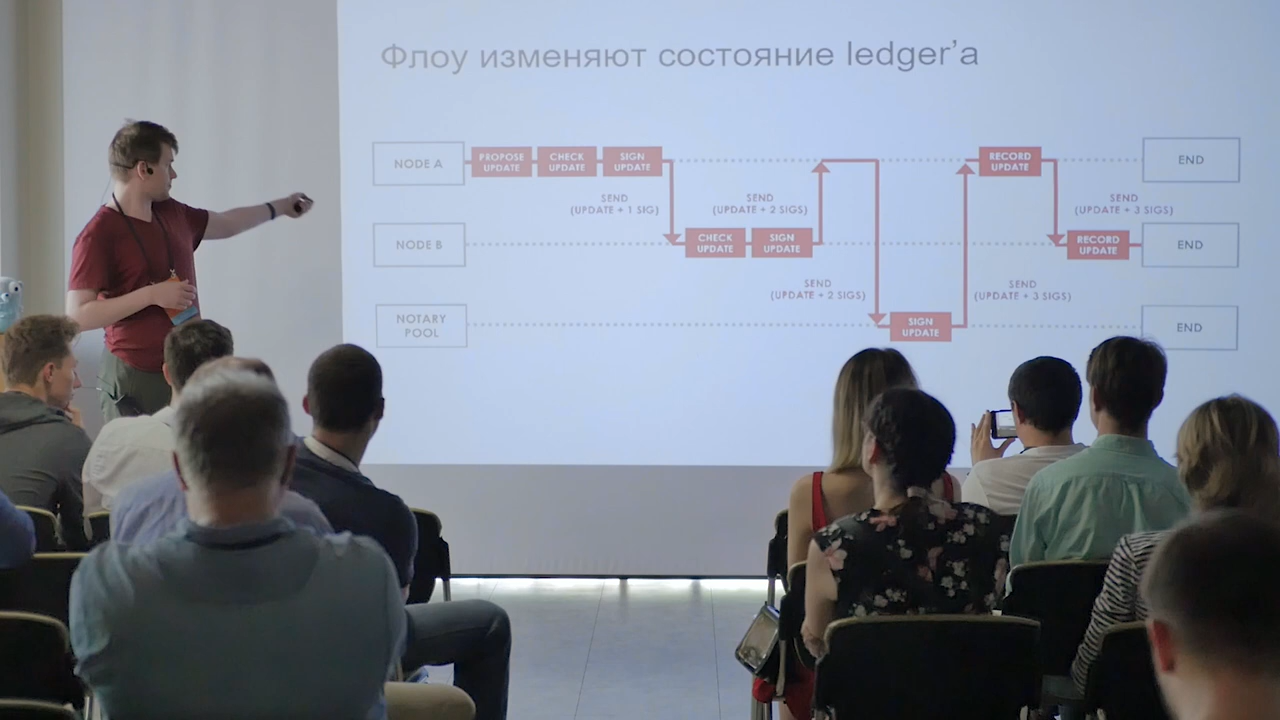 Флоу изменяют состояние ledger’а
NODE A
PROPOSE
UPDATE
CHECK
UPDATE
SIGN
UPDATE
RECORD
UPDATE
END
SEND
(UPDATE + 1 SIG)
SEND
(UPDATE + 2 SIGS)
SEND
(UPDATE + 3 SIGS)
NODE B
CHECK
UPDATE
SIGN
UPDATE
RECORD
UPDATE
END
SEND
(UPDATE + 2 SIGS)
SEND
(UPDATE + 3 SIGS)
NOTARY
POOL
SIGN
UPDATE
END